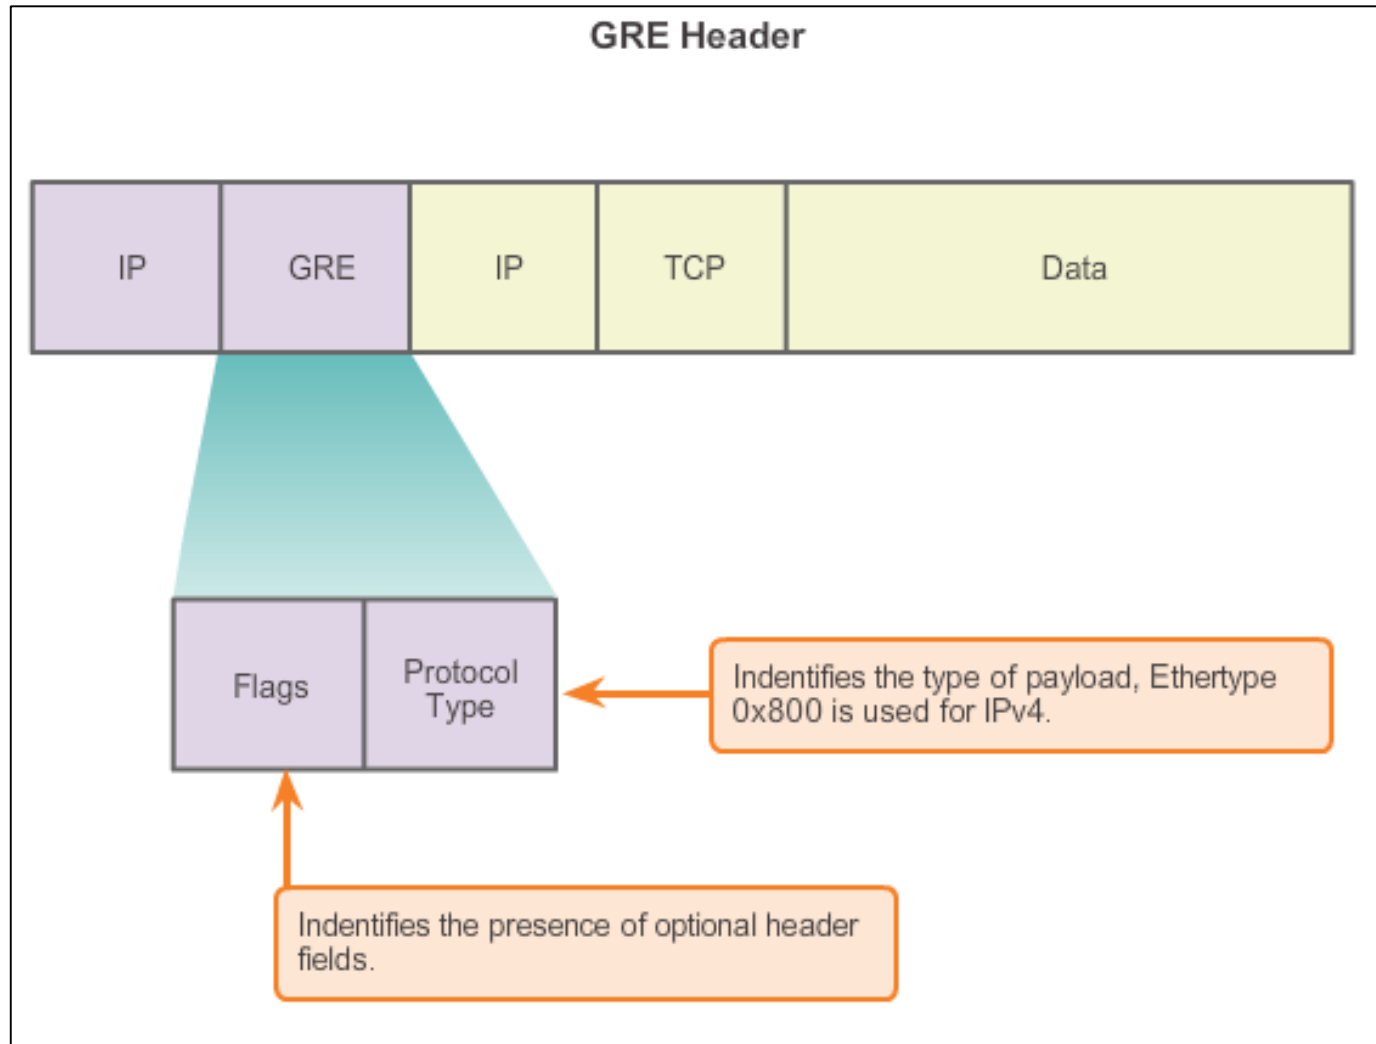 GRE Header
IP
GRE
IP
TCP
Data
Flags
Protocol
Type
Indentifies the type of payload, Ethertype
0x800 is used for IPv4.
Indentifies the presence of optional header
fields.